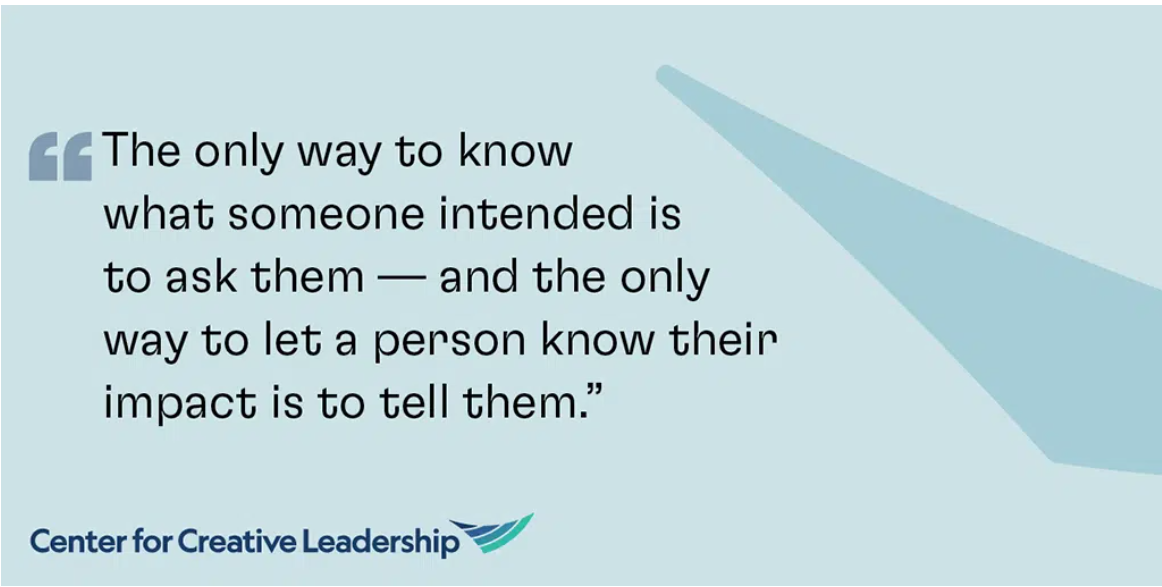 “The only way to know
what someone intended is
to ask them — and the only
way to let a person know their
impact is to tell them.”
Center for Creative Leadership